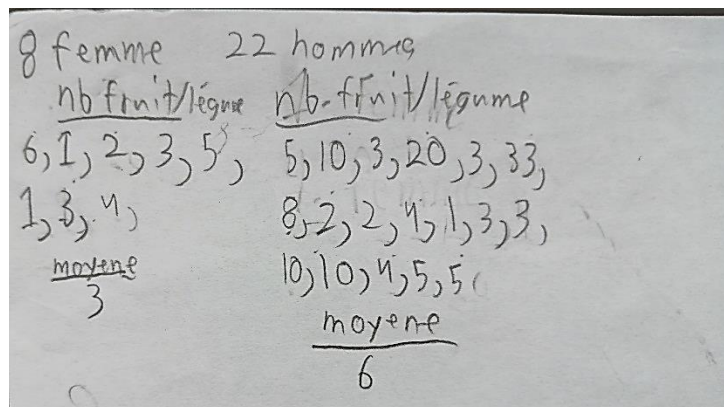 8 femme 22 hommes
nb fruit/légume nb-fruit/légume
6, 1, 2, 3, 5, 5, 10, 3, 20, 3, 33,
1, 3, 4, 8, 2, 2, 4, 1, 3, 3,
moyene 10, 10, 4, 5, 5
3 moyene
6